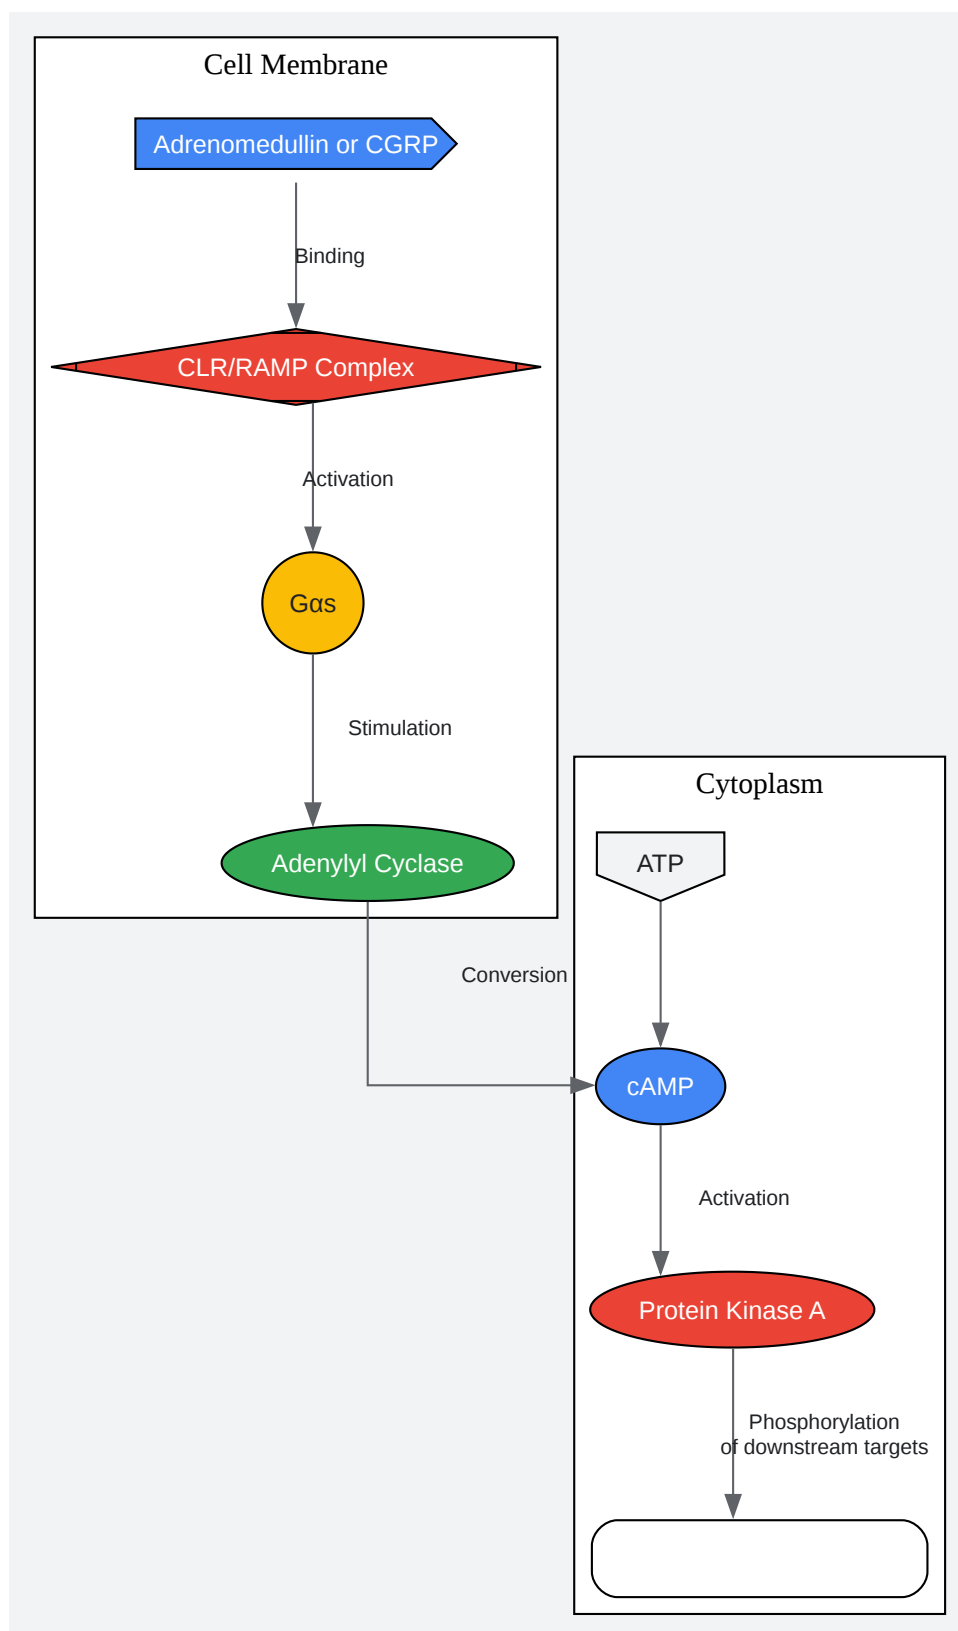 Cell Membrane
Adrenomedullin or CGRP
Binding
CLR/RAMP Complex
Activation
Gαs
Stimulation
Adenylyl Cyclase
Conversion
Cytoplasm
ATP
cAMP
Activation
Protein Kinase A
Phosphorylation
of downstream targets